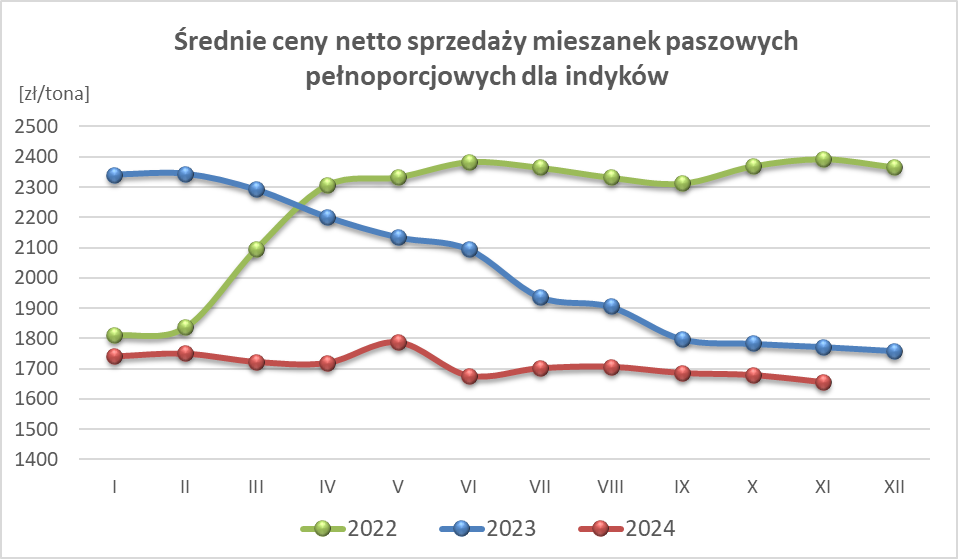 Średnie ceny netto sprzedaży mieszanek paszowych
pełnoporcjowych dla indyków
[zł/tona]
2500
2400
2300
2200
2100
2000
1900
1800
1700
1600
1500
1400
I II III IV V VI VII VIII IX X XI XII
2022 2023 2024